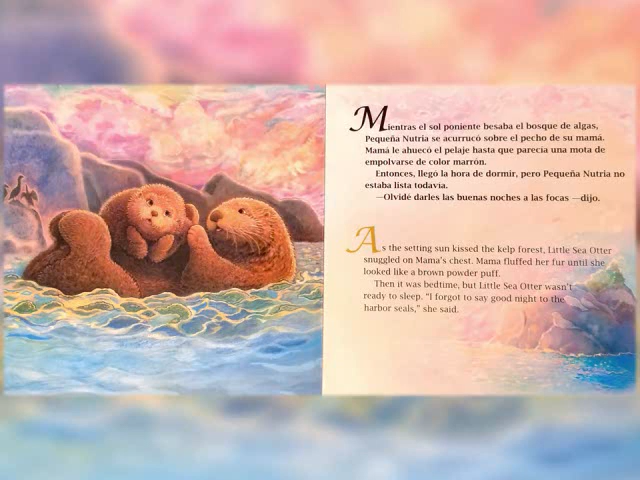 Mientras el sol poniente besaba el bosque de algas,
Pequeña Nutria se acurrucó sobre el pecho de su mamá.
Mamá le ahuecó el pelaje hasta que parecía una mota de
empolvarse de color marrón.
Entonces, llegó la hora de dormir, pero Pequeña Nutria no
estaba lista todavía.
—Olvidé darles las buenas noches a las focas —dijo.
As the setting sun kissed the kelp forest, Little Sea Otter
snuggled on Mama's chest. Mama fluffed her fur until she
looked like a brown powder puff.
Then it was bedtime, but Little Sea Otter wasn't
ready to sleep. "I forgot to say good night to the
harbor seals," she said.